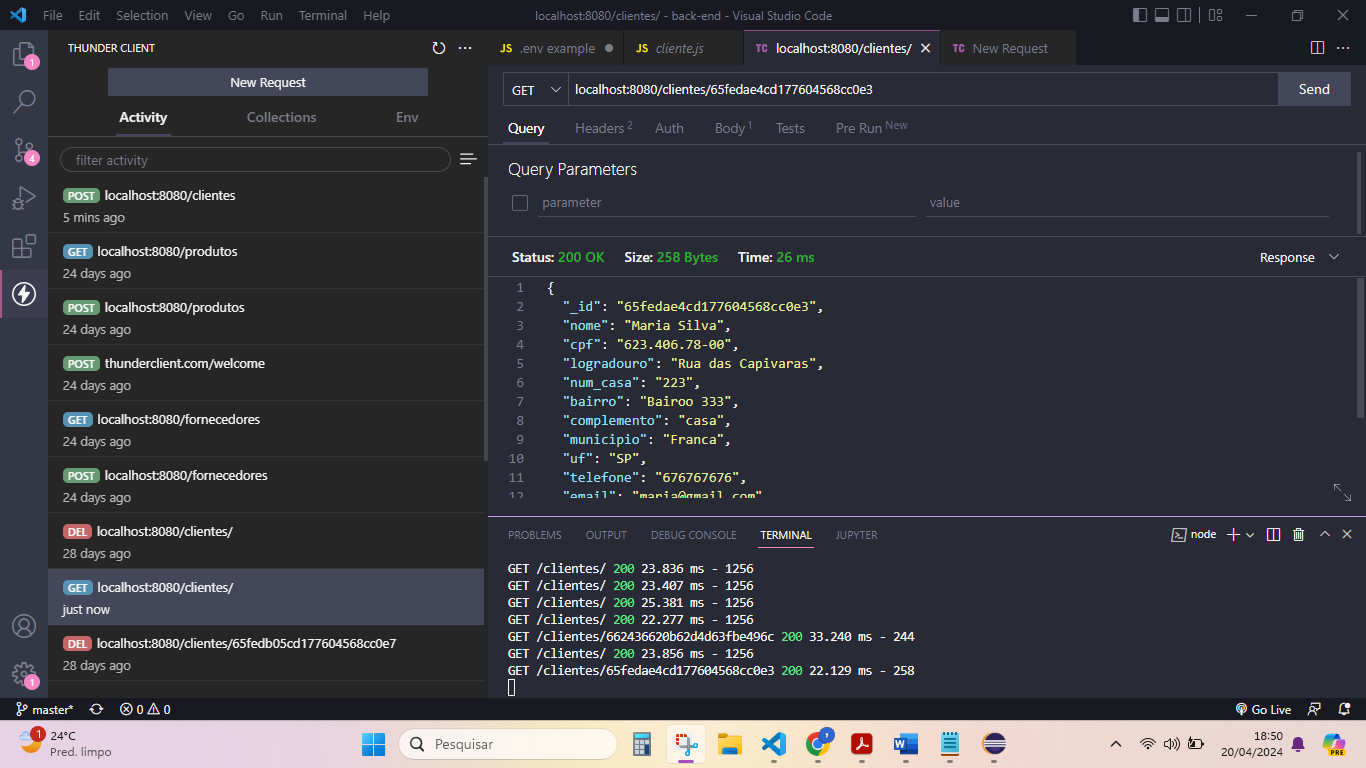 File Edit Selection View Go Run Terminal Help
localhost:8080/clientes/ - back-end - Visual Studio Code
THUNDER CLIENT
New Request
Activity Collections Env
filter activity
POST localhost:8080/clientes
5 mins ago
GET localhost:8080/produtos
24 days ago
POST localhost:8080/produtos
24 days ago
POST thunderclient.com/welcome
24 days ago
GET localhost:8080/fornecedores
24 days ago
POST localhost:8080/fornecedores
24 days ago
DEL localhost:8080/clientes/
28 days ago
GET localhost:8080/clientes/
just now
DEL localhost:8080/clientes/65fedb05cd177604568cc0e7
28 days ago
1
4
1
JS .env example
JS cliente.js
TC localhost:8080/clientes/
TC New Request
GET localhost:8080/clientes/65fedae4cd177604568cc0e3 Send
Query Headers 2 Auth Body 1 Tests Pre Run New
Query Parameters
parameter value
Status: 200 OK Size: 258 Bytes Time: 26 ms Response
1 {
2 "_id": "65fedae4cd177604568cc0e3",
3 "nome": "Maria Silva",
4 "cpf": "623.406.78-00",
5 "logradouro": "Rua das Capivaras",
6 "num_casa": "223",
7 "bairro": "Bairoo 333",
8 "complemento": "casa",
9 "municipio": "Franca",
10 "uf": "SP",
11 "telefone": "676767676",
12 "email": "maria@gmail.com"
PROBLEMS OUTPUT DEBUG CONSOLE TERMINAL JUPYTER
node
GET /clientes/ 200 23.836 ms - 1256
GET /clientes/ 200 23.407 ms - 1256
GET /clientes/ 200 25.381 ms - 1256
GET /clientes/ 200 22.277 ms - 1256
GET /clientes/662436620b62d4d63fbe496c 200 33.240 ms - 244
GET /clientes/ 200 23.856 ms - 1256
GET /clientes/65fedae4cd177604568cc0e3 200 22.129 ms - 258
master* 0 0 Go Live
1
24°C
Pred. limpo
Pesquisar
18:50
20/04/2024
PRE